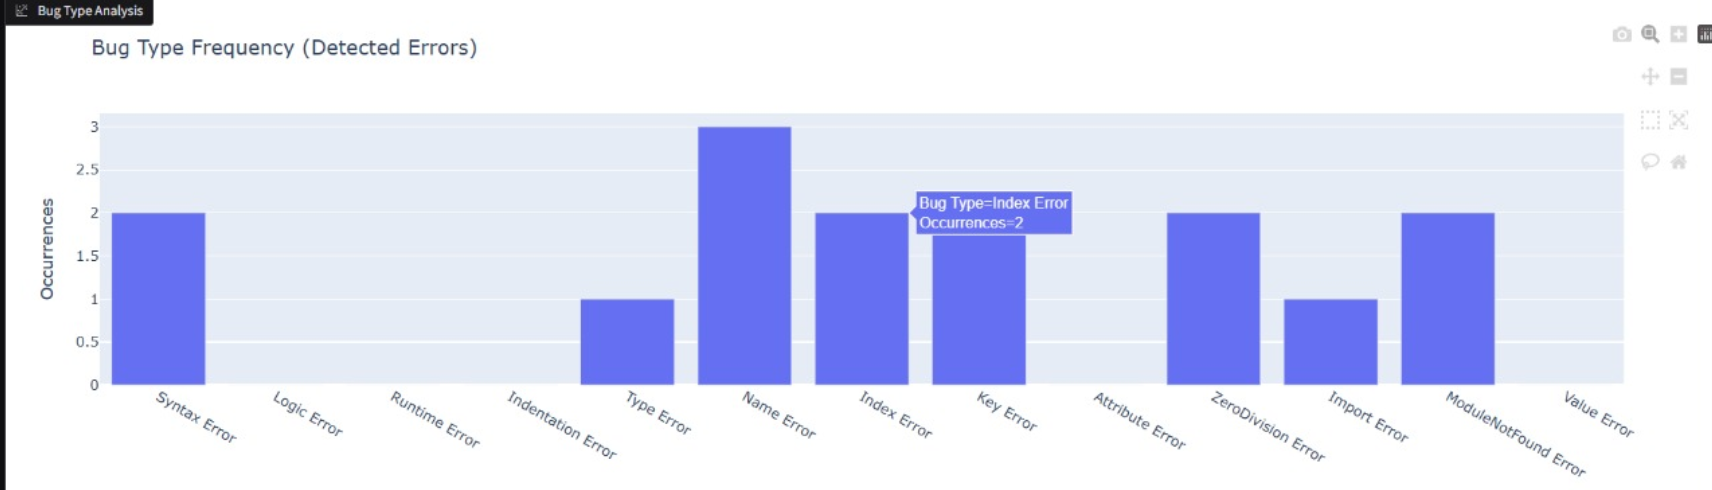 Bug Type Analysis
Bug Type Frequency (Detected Errors)
Occurrences
3
2.5
2
1.5
1
0.5
0
Bug Type=Index Error
Occurrences=2
Syntax Error
Logic Error
Runtime Error
Indentation Error
Type Error
Name Error
Index Error
Key Error
Attribute Error
ZeroDivision Error
Import Error
ModuleNotFound Error
Value Error